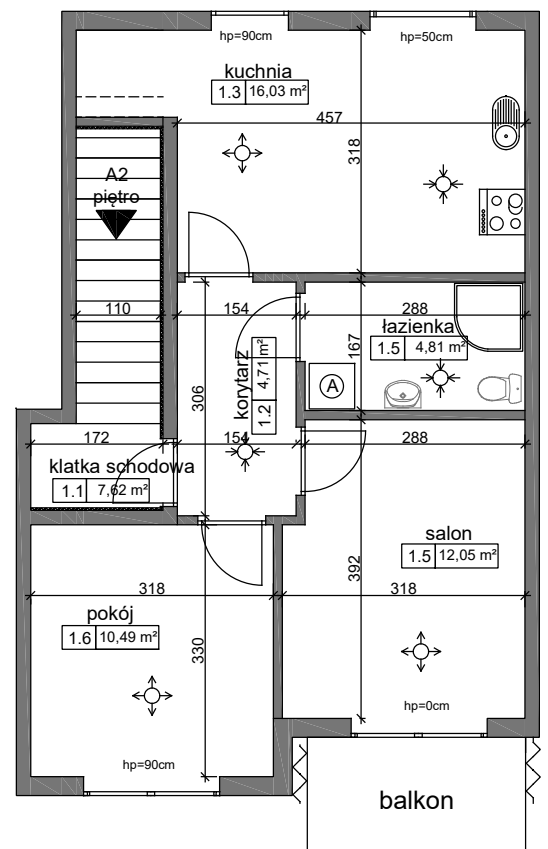 hp=90cm
hp=50cm
kuchnia
1.3 16,03 m²
457
318
A2
piętro
110
154
288
łazienka
1.5 4,81 m²
167
A
306
korytarz
1.2 4,71 m²
172
154
288
klatka schodowa
1.1 7,62 m²
salon
1.5 12,05 m²
392
318
318
pokój
1.6 10,49 m²
330
hp=0cm
hp=90cm
balkon